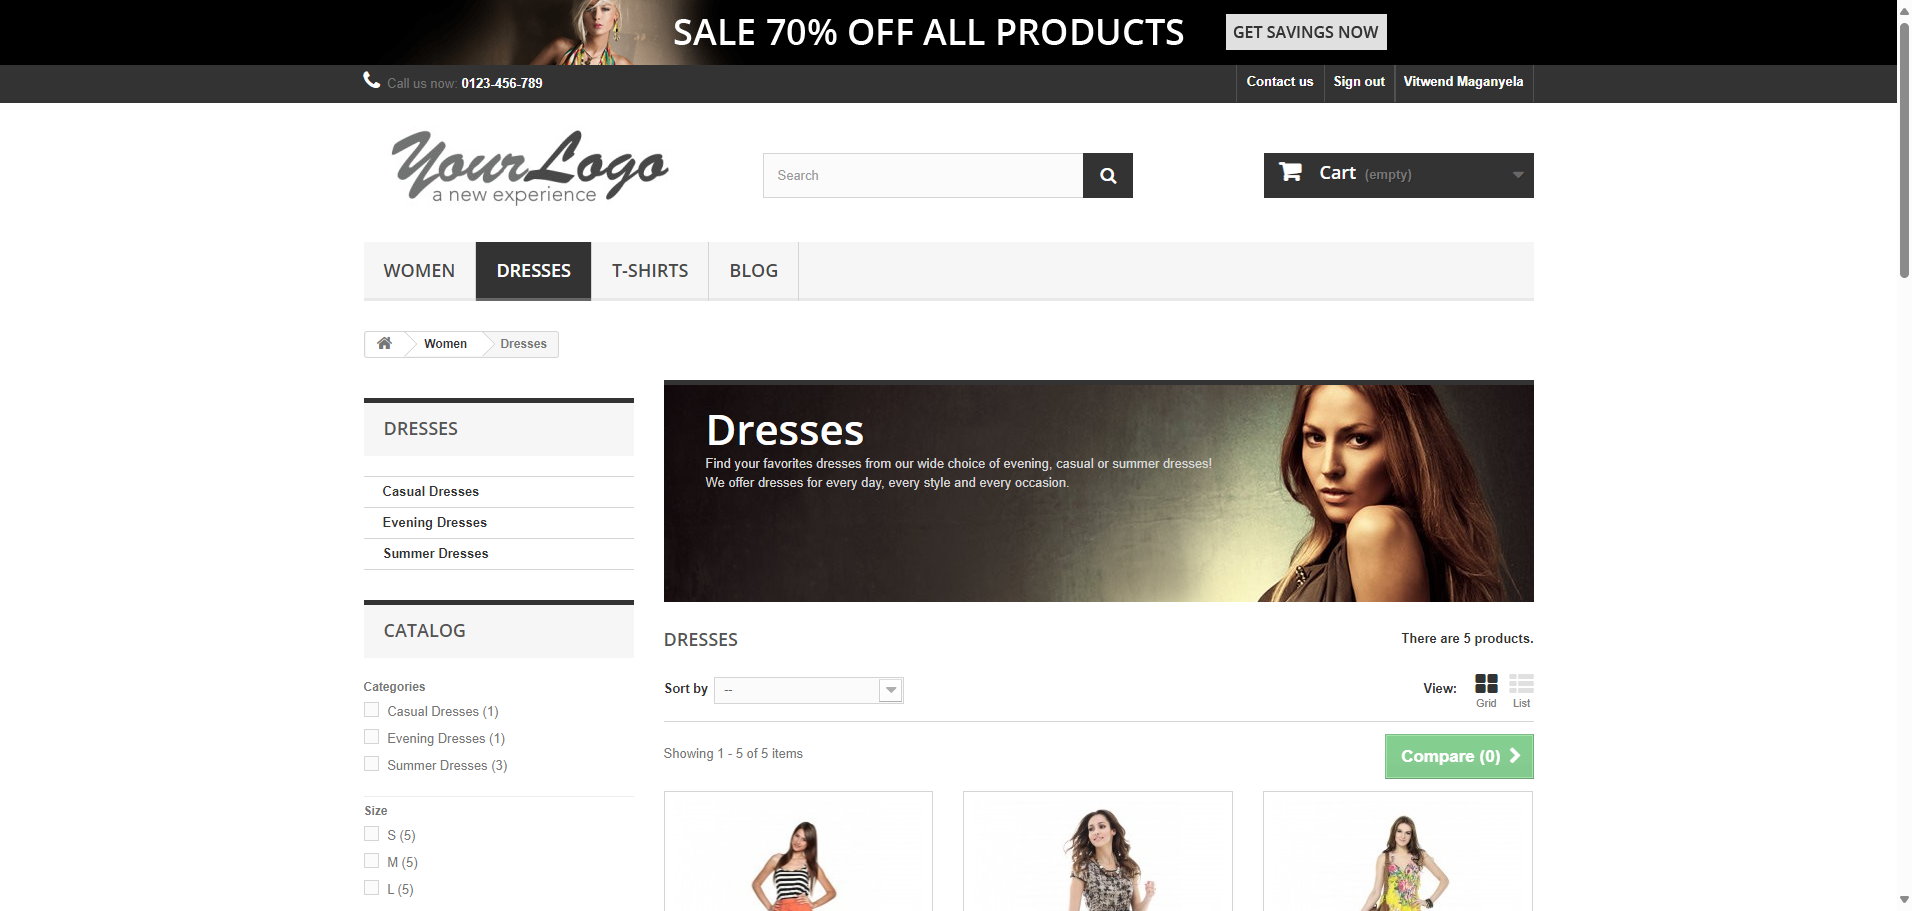 SALE 70% OFF ALL PRODUCTS
GET SAVINGS NOW
Call us now: 0123-456-789
Contact us
Sign out
Vitwend Maganyela
YourLogo
a new experience
Search
Cart (empty)
WOMEN
DRESSES
T-SHIRTS
BLOG
Women
Dresses
DRESSES
Casual Dresses
Evening Dresses
Summer Dresses
CATALOG
Categories
Casual Dresses (1)
Evening Dresses (1)
Summer Dresses (3)
Size
S (5)
M (5)
L (5)
Dresses
Find your favorites dresses from our wide choice of evening, casual or summer dresses!
We offer dresses for every day, every style and every occasion.
DRESSES
There are 5 products.
Sort by
--
View:
Grid
List
Showing 1 - 5 of 5 items
Compare (0)